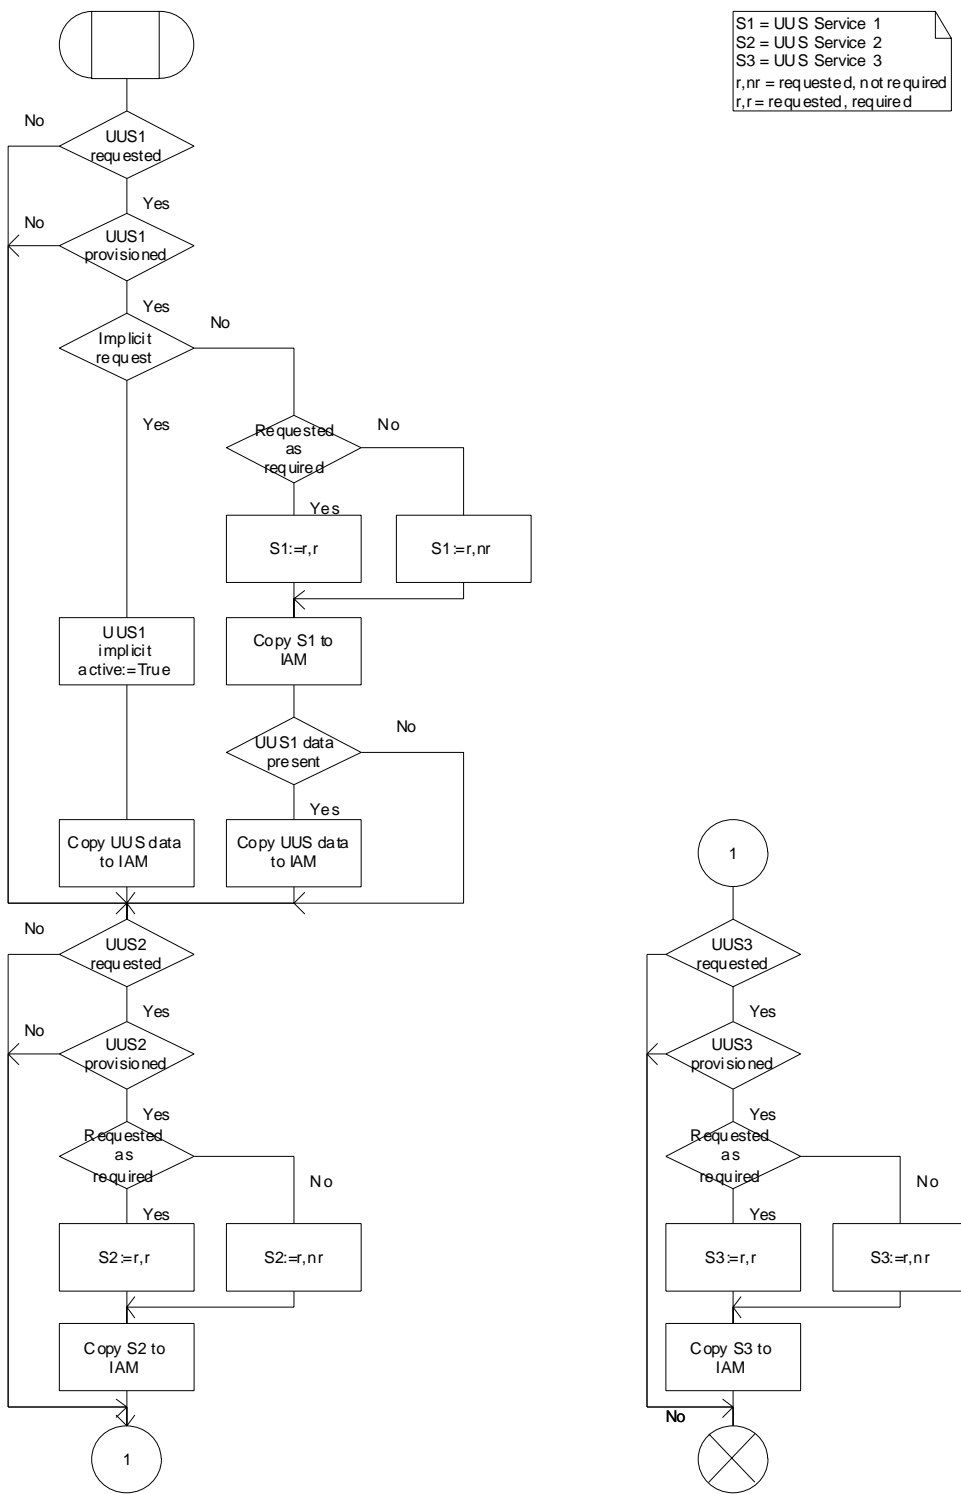 S1 = UUS Service 1
S2 = UUS Service 2
S3 = UUS Service 3
r,nr = requested, not required
r,r = requested, required
No
UUS1
requested
Yes
No
UUS1
provisioned
Yes
No
Implicit
request
Yes
Requested
as
required
No
Yes
S1:=r,r
S1:=r,nr
UUS1
implicit
active:=True
Copy S1 to
IAM
UUS1 data
present
No
Yes
Copy UUS data
to IAM
Copy UUS data
to IAM
No
UUS2
requested
Yes
No
UUS2
provisioned
Yes
Requested
as
required
No
Yes
S2:=r,r
S2:=r,nr
Copy S2 to
IAM
1
1
UUS3
requested
Yes
UUS3
provisioned
Yes
Requested
as
required
No
Yes
S3:=r,r
S3:=r,nr
Copy S3 to
IAM
No